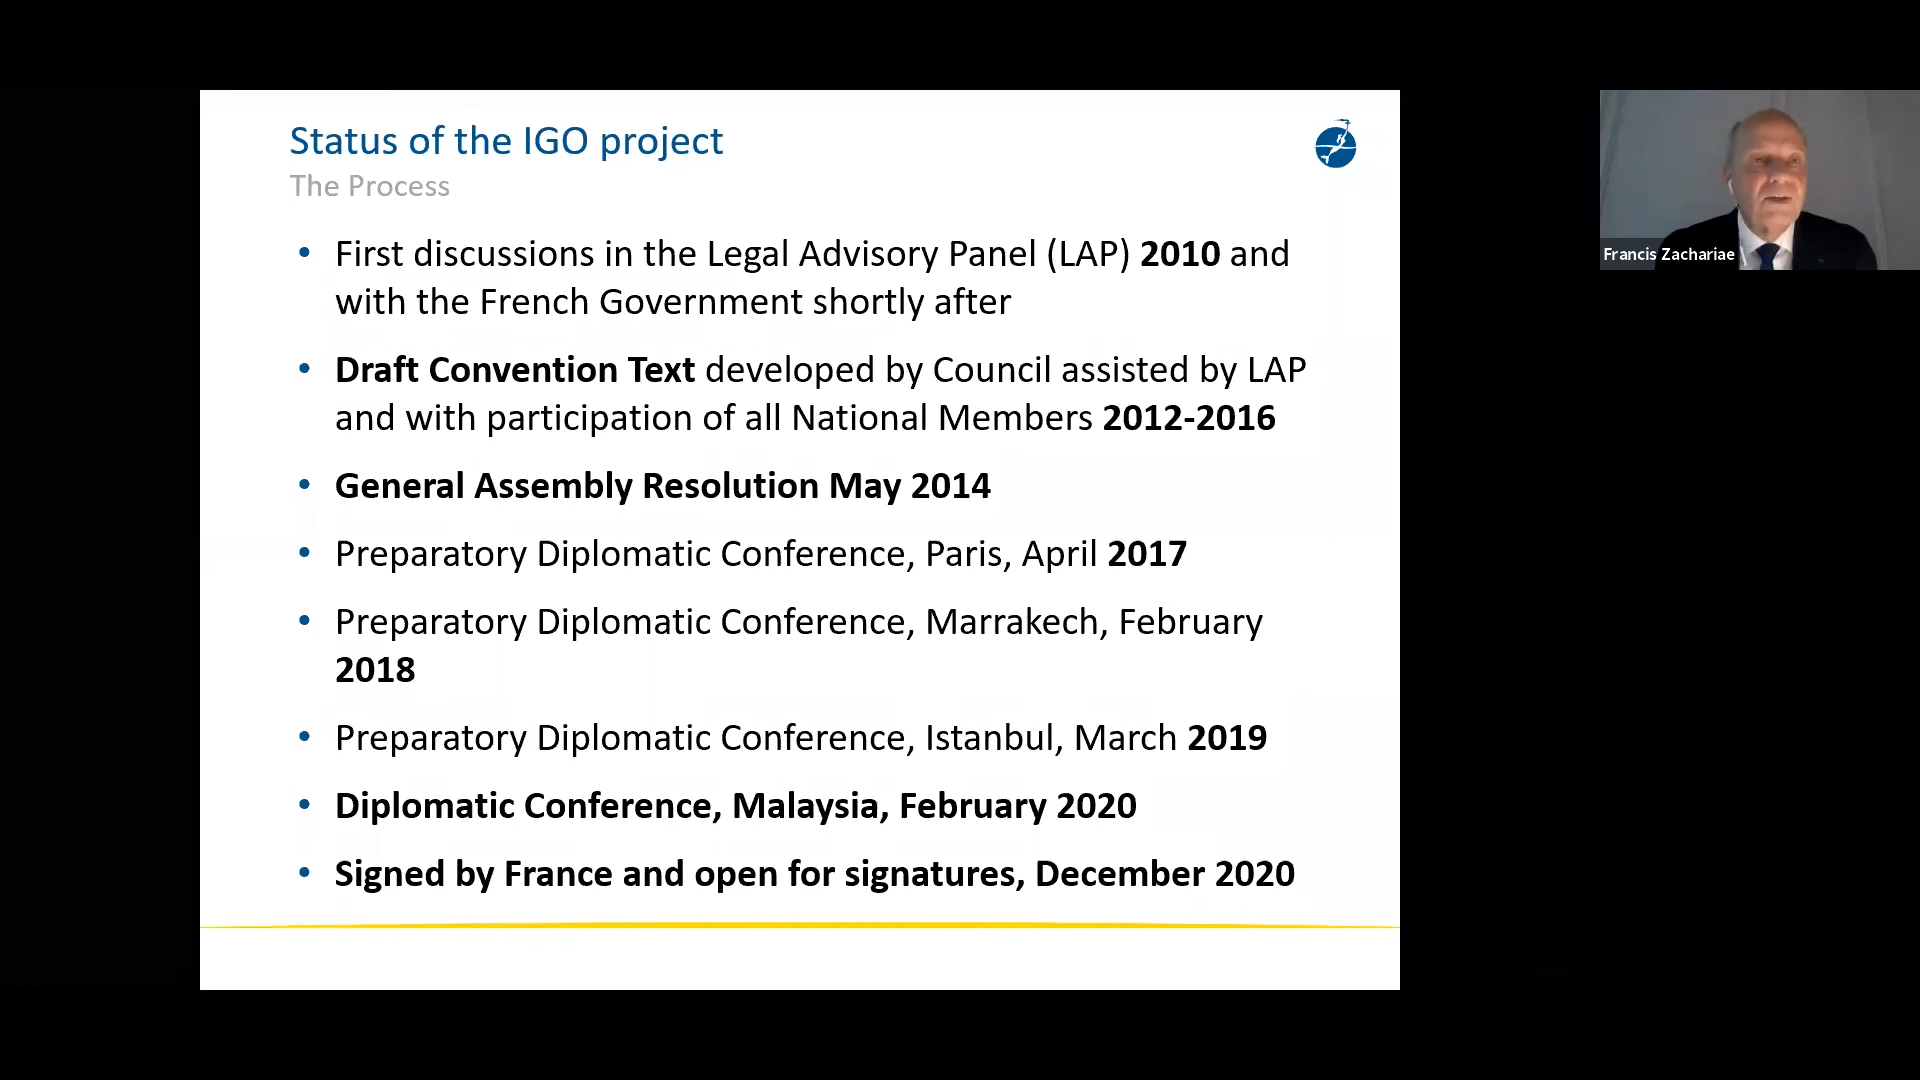 Status of the IGO project
The Process
• First discussions in the Legal Advisory Panel (LAP) 2010 and
with the French Government shortly after
• Draft Convention Text developed by Council assisted by LAP
and with participation of all National Members 2012-2016
• General Assembly Resolution May 2014
• Preparatory Diplomatic Conference, Paris, April 2017
• Preparatory Diplomatic Conference, Marrakech, February
2018
• Preparatory Diplomatic Conference, Istanbul, March 2019
• Diplomatic Conference, Malaysia, February 2020
• Signed by France and open for signatures, December 2020
Francis Zachariae